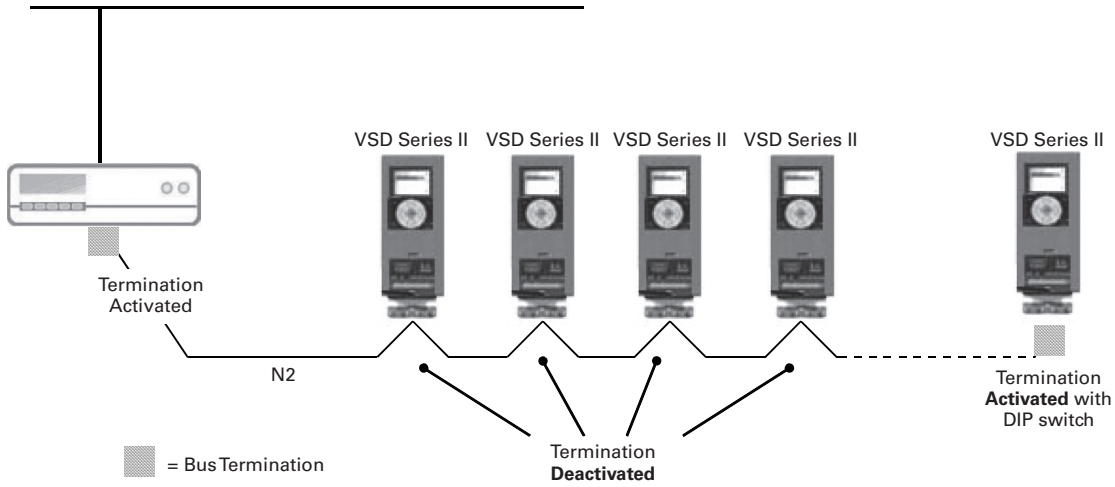 VSD Series II VSD Series II VSD Series II VSD Series II VSD Series II
Termination
Activated
N2
Termination
Activated with
DIP switch
Termination
Deactivated
= Bus Termination